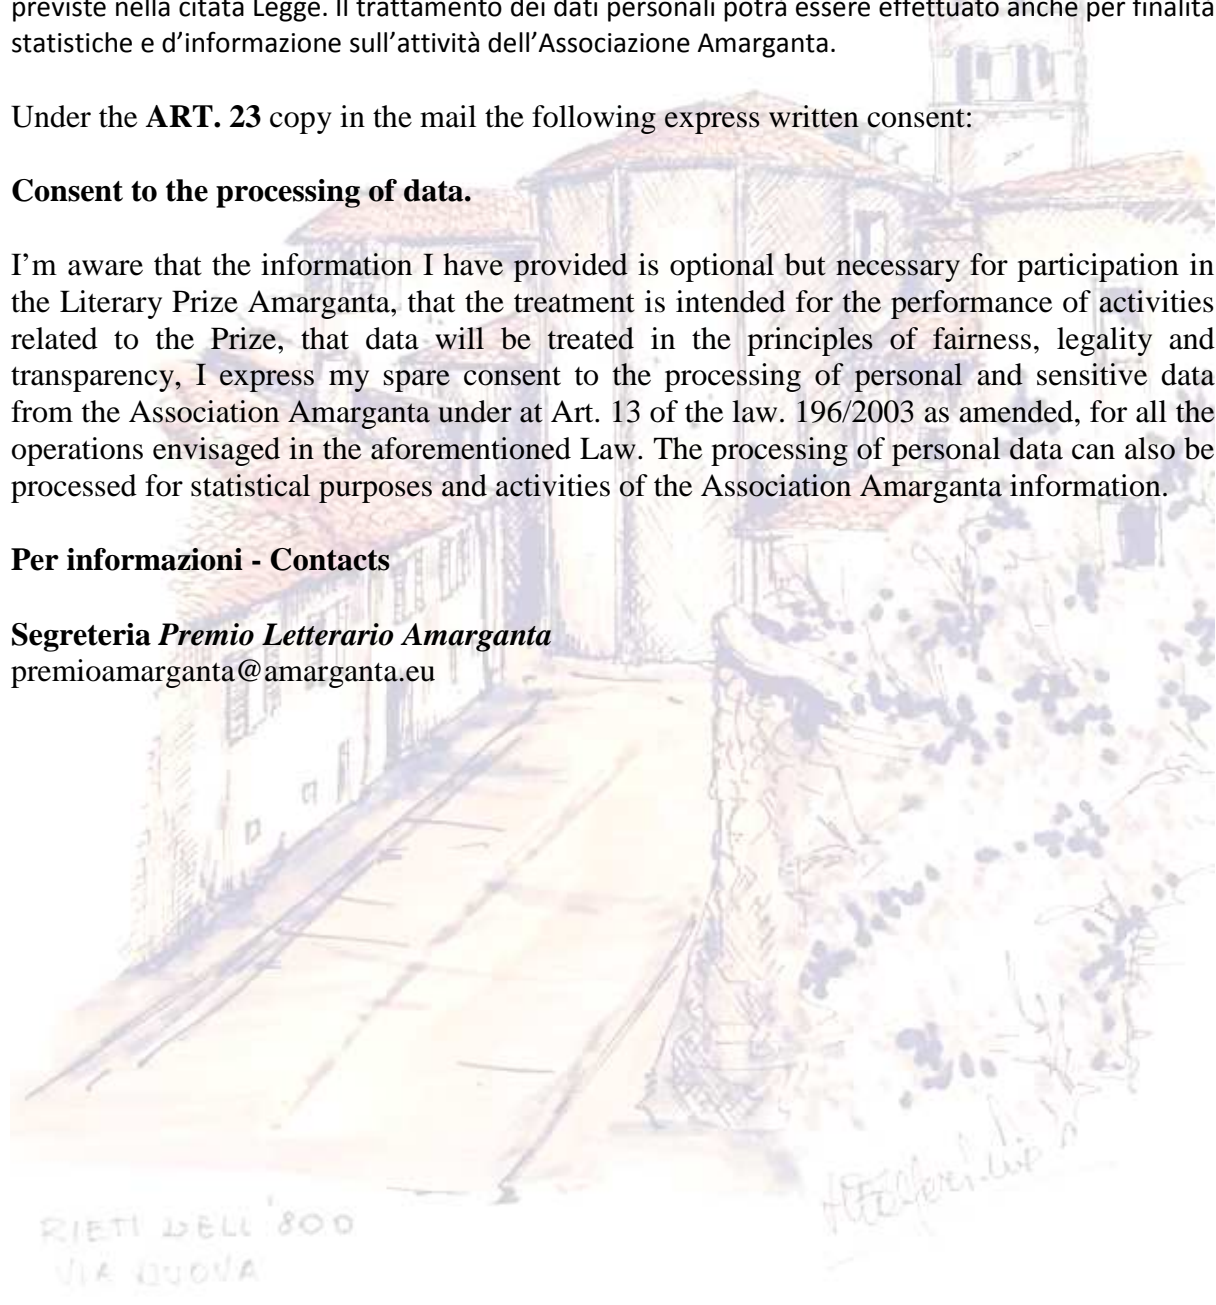 previste nella citata Legge. Il trattamento dei dati personali potrà essere effettuato anche per finalità
statistiche e d'informazione sull'attività dell'Associazione Amarganta.
Under the ART. 23 copy in the mail the following express written consent:
Consent to the processing of data.
I'm aware that the information I have provided is optional but necessary for participation in
the Literary Prize Amarganta, that the treatment is intended for the performance of activities
related to the Prize, that data will be treated in the principles of fairness, legality and
transparency, I express my spare consent to the processing of personal and sensitive data
from the Association Amarganta under at Art. 13 of the law. 196/2003 as amended, for all the
operations envisaged in the aforementioned Law. The processing of personal data can also be
processed for statistical purposes and activities of the Association Amarganta information.
Per informazioni - Contacts
Segreteria Premio Letterario Amarganta
premioamarganta@amarganta.eu
RIETI DELL'800
VIA NUOVA